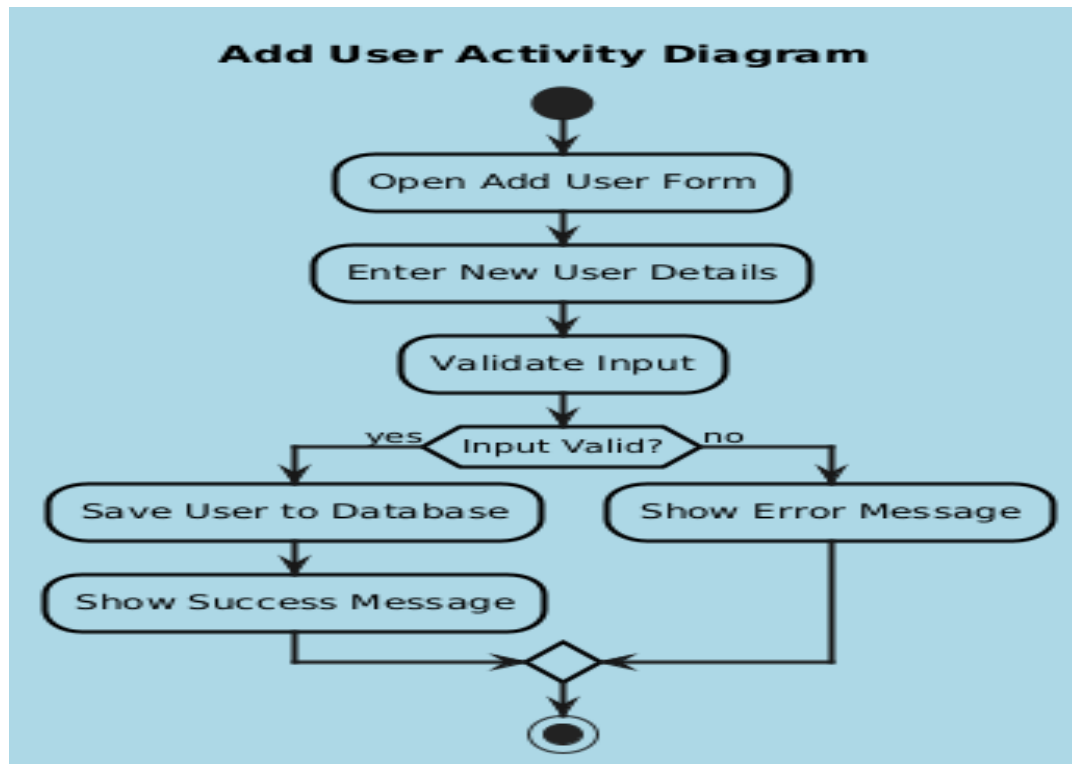 Add User Activity Diagram
Open Add User Form
Enter New User Details
Validate Input
yes
Input Valid?
no
Save User to Database
Show Error Message
Show Success Message